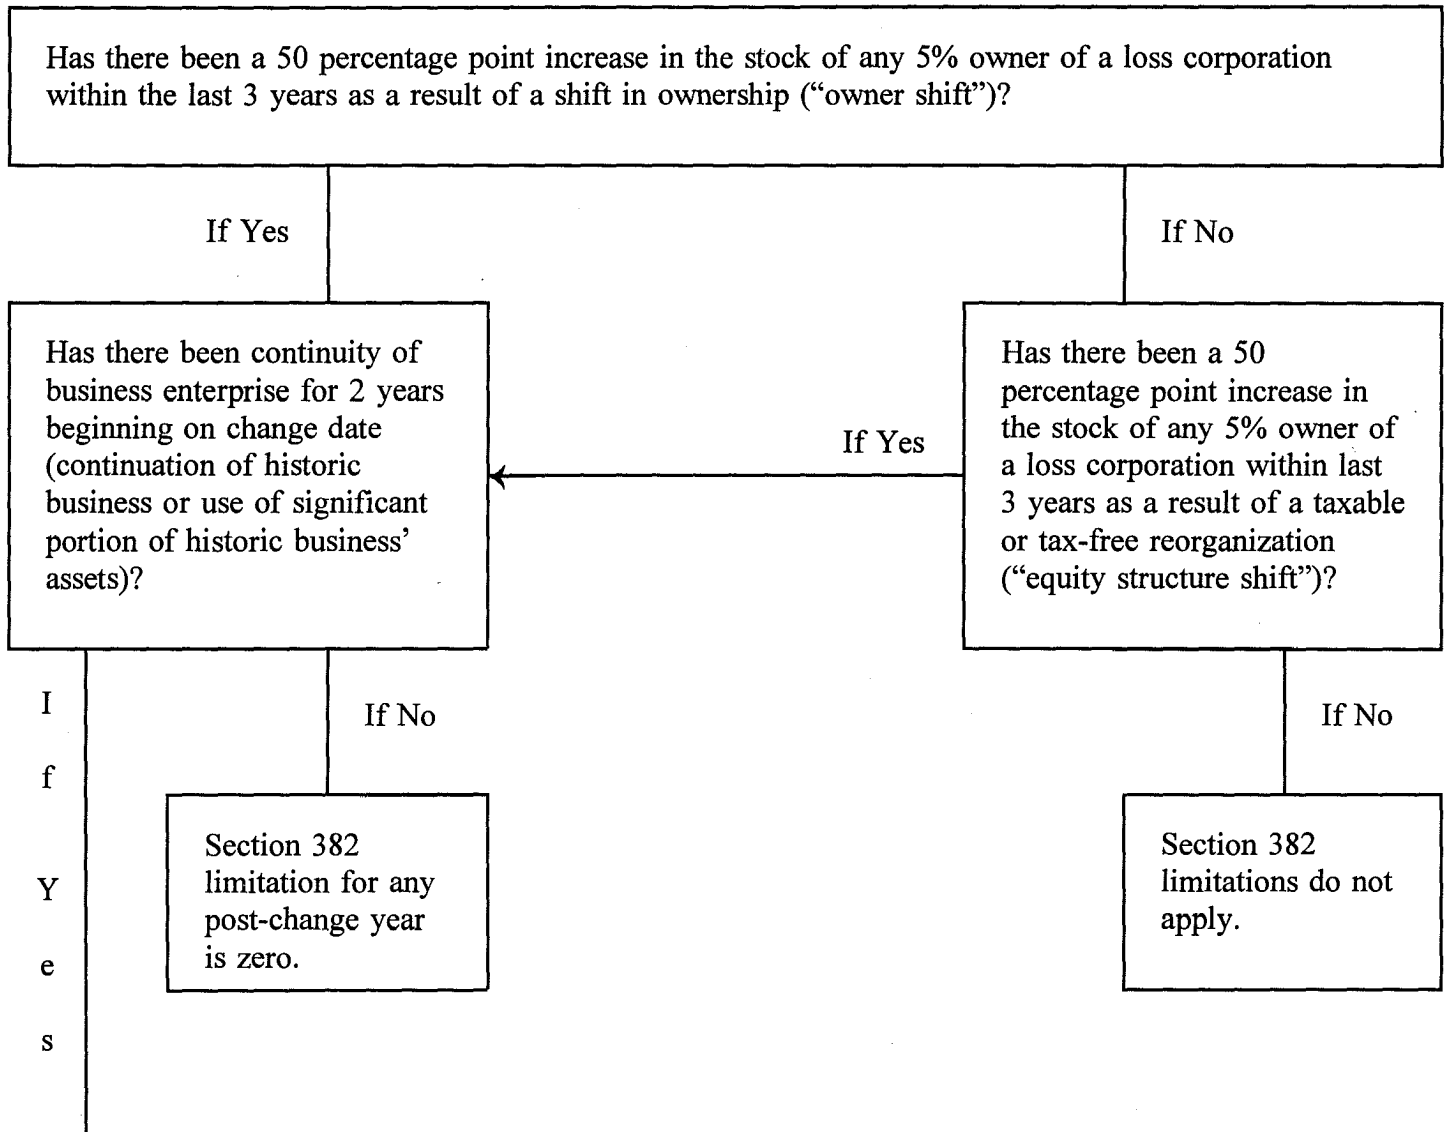 Has there been a 50 percentage point increase in the stock of any 5% owner of a loss corporation
within the last 3 years as a result of a shift in ownership (“owner shift”)?
If Yes
If No
Has there been continuity of
business enterprise for 2 years
beginning on change date
(continuation of historic
business or use of significant
portion of historic business’
assets)?
If Yes
Has there been a 50
percentage point increase in
the stock of any 5% owner of
a loss corporation within last
3 years as a result of a taxable
or tax-free reorganization
(“equity structure shift”)?
I
f
Y
e
s
If No
If No
Section 382
limitation for any
post-change year
is zero.
Section 382
limitations do not
apply.